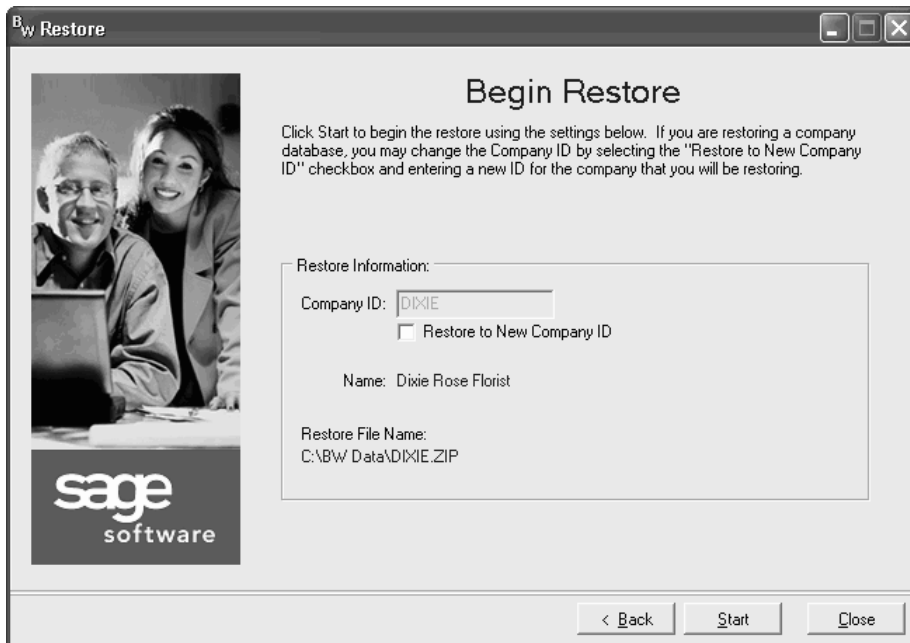 BW Restore
Begin Restore
Click Start to begin the restore using the settings below.  If you are restoring a company
database, you may change the Company ID by selecting the "Restore to New Company
ID" checkbox and entering a new ID for the company that you will be restoring.
Restore Information:
Company ID: DIXIE
Restore to New Company ID
Name: Dixie Rose Florist
Restore File Name:
C:\BW Data\DIXIE.ZIP
sage
software
< Back Start Close